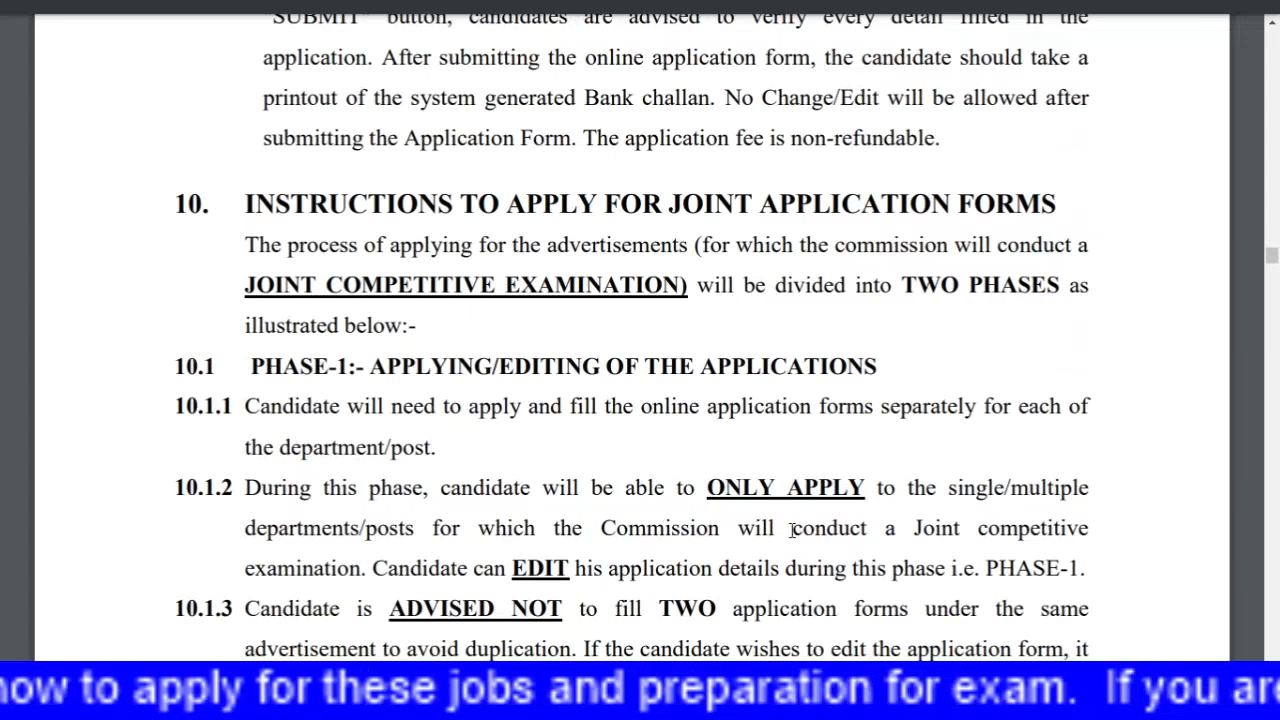 "SUBMIT" button, candidates are advised to verify every detail filled in the
application. After submitting the online application form, the candidate should take a
printout of the system generated Bank challan. No Change/Edit will be allowed after
submitting the Application Form. The application fee is non-refundable.
10. INSTRUCTIONS TO APPLY FOR JOINT APPLICATION FORMS
The process of applying for the advertisements (for which the commission will conduct a
JOINT COMPETITIVE EXAMINATION) will be divided into TWO PHASES as
illustrated below:-
10.1 PHASE-1:- APPLYING/EDITING OF THE APPLICATIONS
10.1.1 Candidate will need to apply and fill the online application forms separately for each of
the department/post.
10.1.2 During this phase, candidate will be able to ONLY APPLY to the single/multiple
departments/posts for which the Commission will conduct a Joint competitive
examination. Candidate can EDIT his application details during this phase i.e. PHASE-1.
10.1.3 Candidate is ADVISED NOT to fill TWO application forms under the same
advertisement to avoid duplication. If the candidate wishes to edit the application form, it
how to apply for these jobs and preparation for exam. If you are